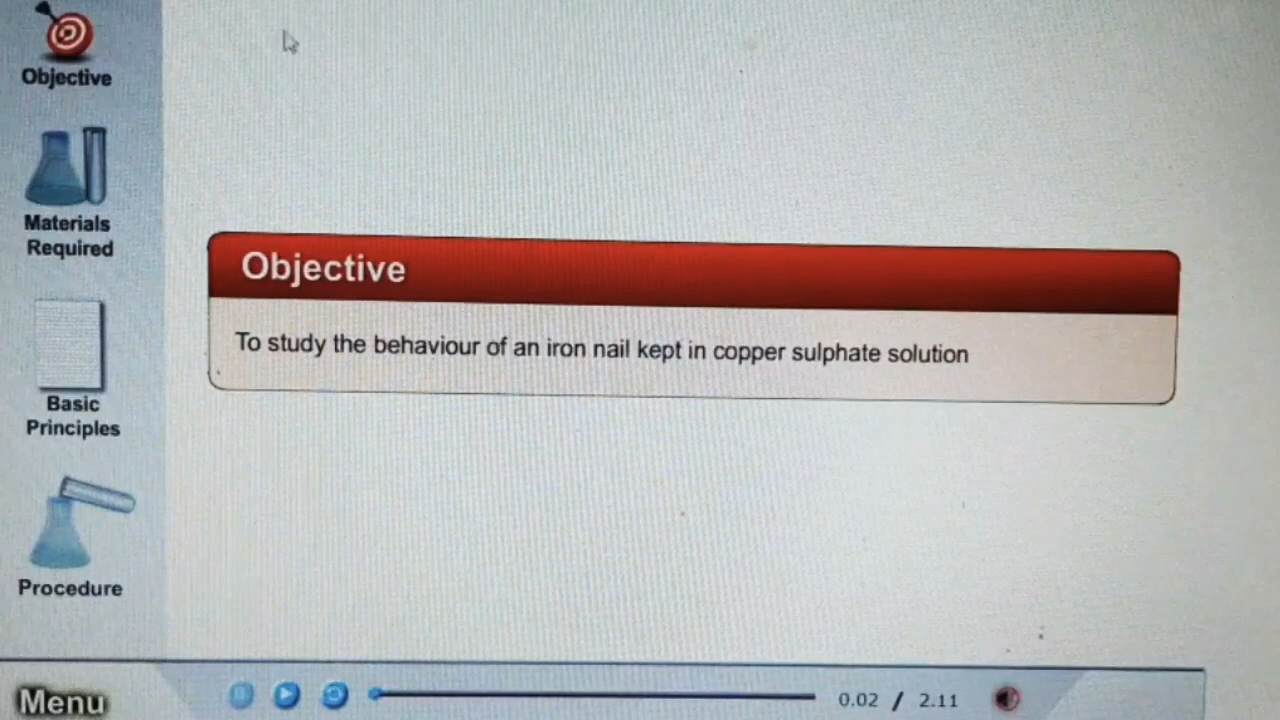 Objective
Materials
Required
Basic
Principles
Procedure
Objective
To study the behaviour of an iron nail kept in copper sulphate solution
Menu
0.02 / 2.11